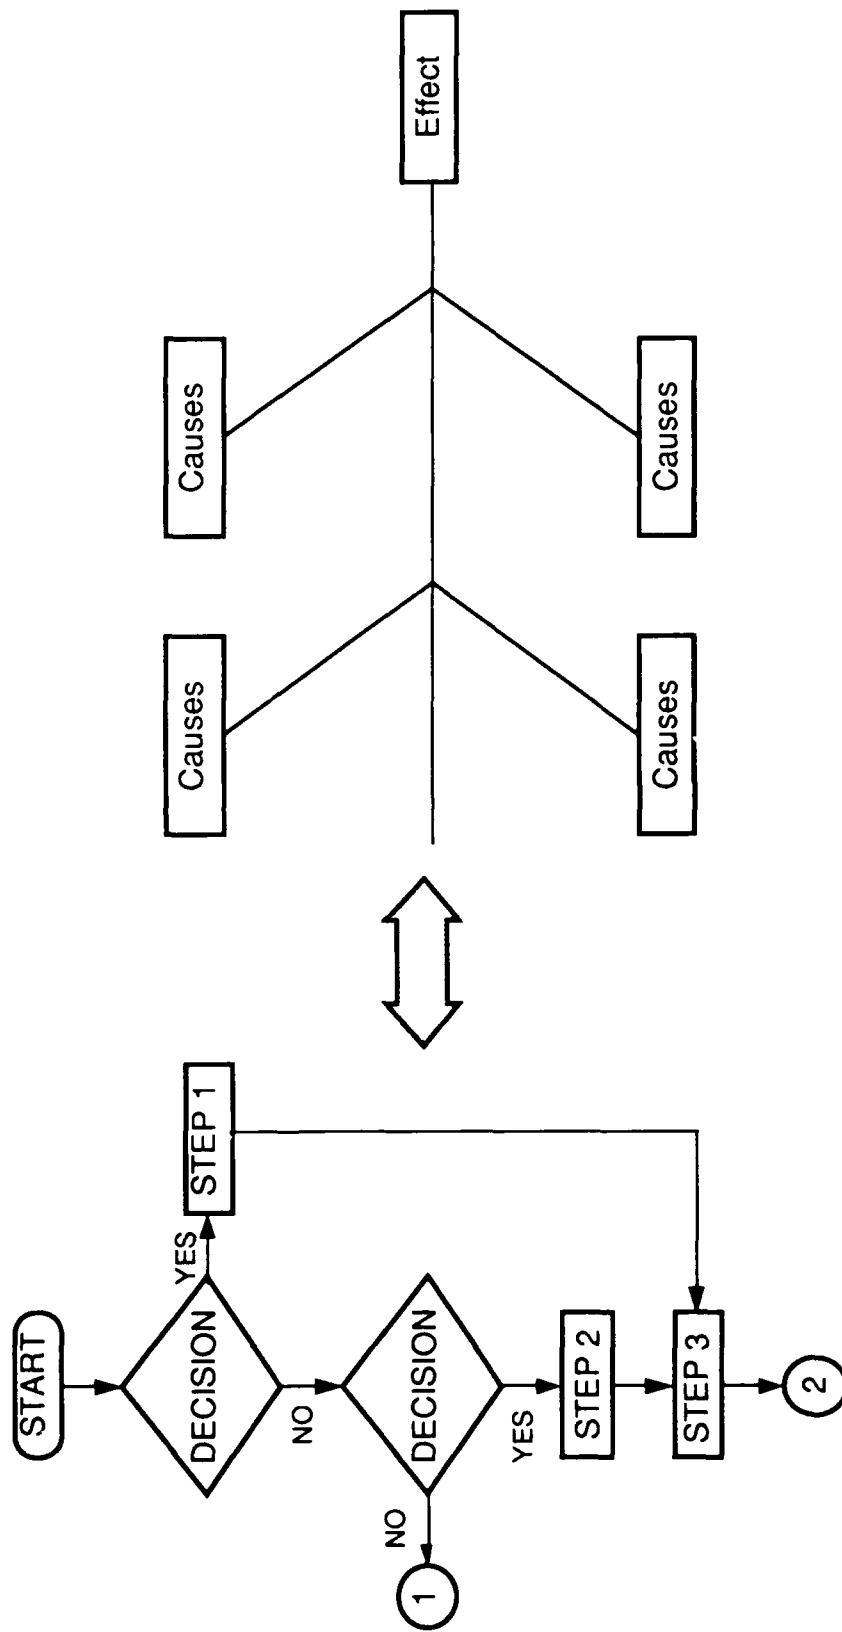 START
DECISION
YES
STEP 1
NO
DECISION
NO
1
YES
STEP 2
STEP 3
2
Causes
Causes
Effect
Causes
Causes